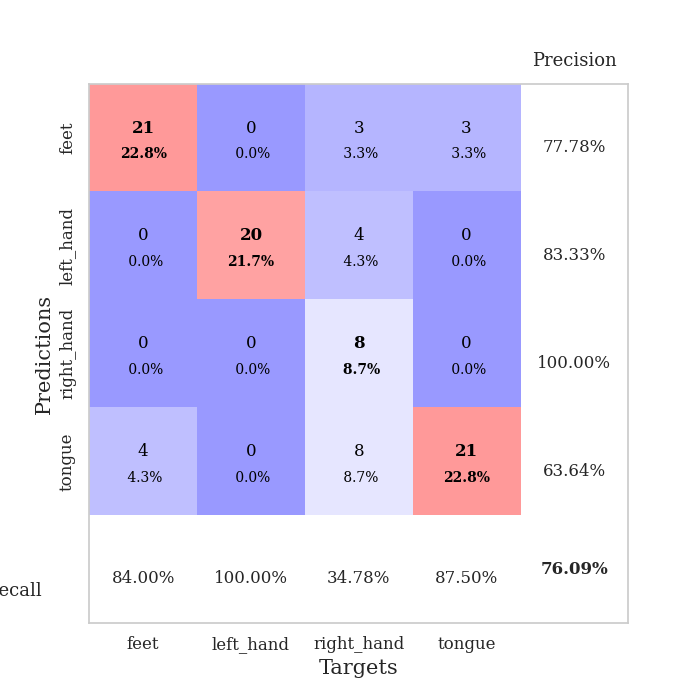 Precision
feet 21 0 3 3 77.78%
22.8% 0.0% 3.3% 3.3%
left_hand 0 20 4 0 83.33%
0.0% 21.7% 4.3% 0.0%
right_hand 0 0 8 0 100.00%
0.0% 0.0% 8.7% 0.0%
tongue 4 0 8 21 63.64%
4.3% 0.0% 8.7% 22.8%
Predictions
ecall 84.00% 100.00% 34.78% 87.50% 76.09%
feet left_hand right_hand tongue
Targets